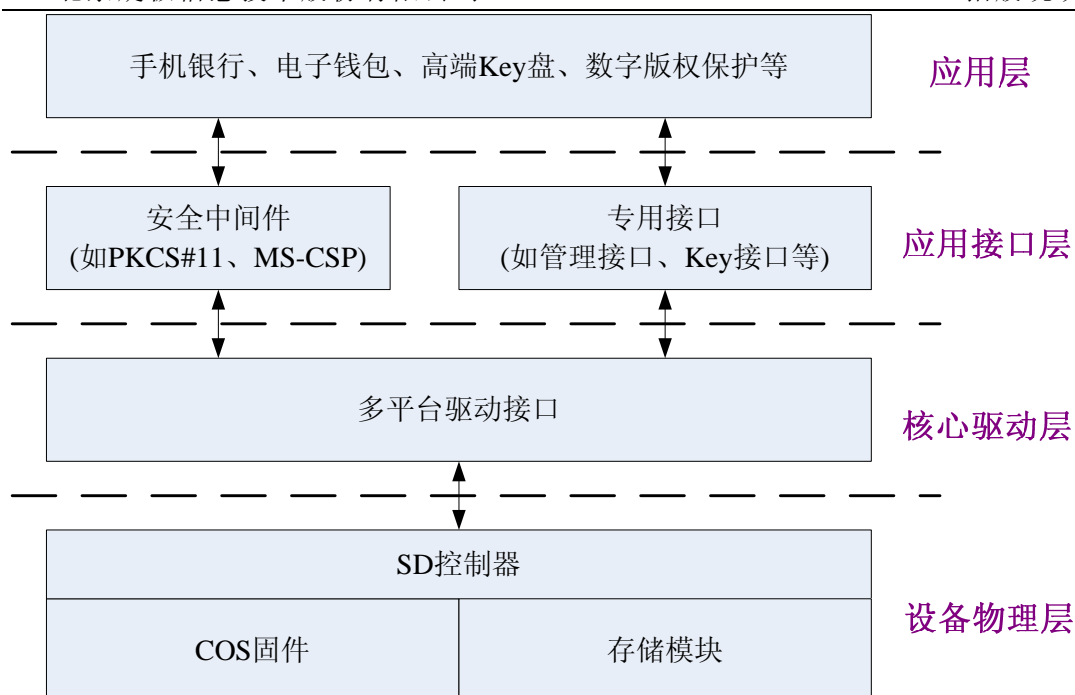 手机银行、电子钱包、高端Key盘、数字版权保护等
应用层
安全中间件
(如PKCS#11、MS-CSP)
专用接口
(如管理接口、Key接口等)
应用接口层
多平台驱动接口
核心驱动层
SD控制器
COS固件
存储模块
设备物理层